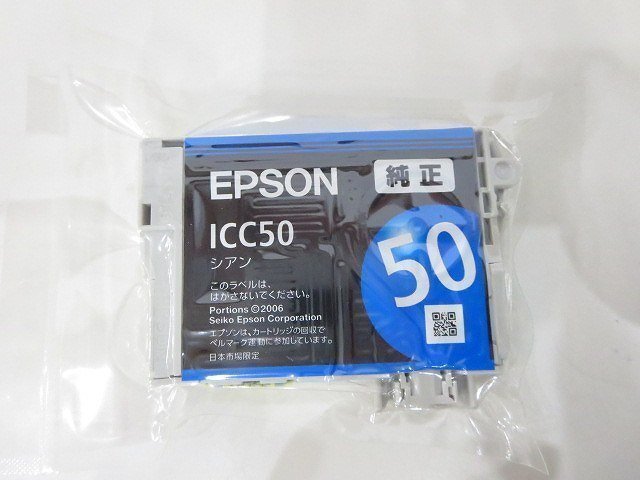 EPSON 純正
ICC50
シアン
50
このラベルは、
はがさないでください。
Portions ©2006
Seiko Epson Corporation
エプソンは、カートリッジの回収で
ベルマーク運動に参加しています。
日本市場限定